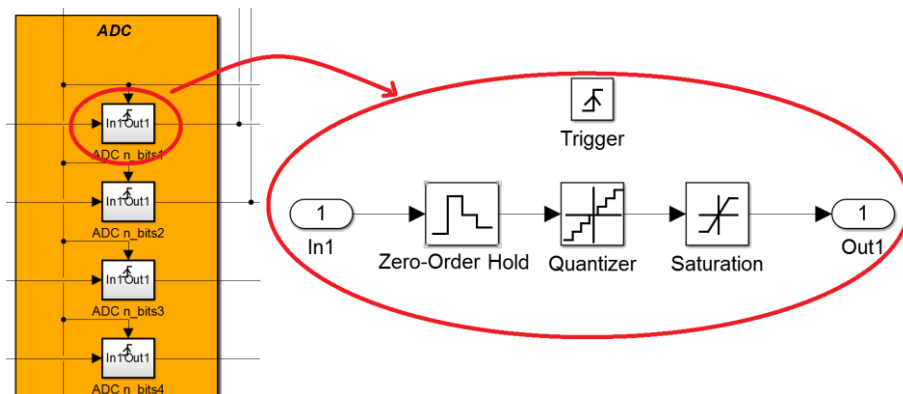 ADC
In1 Out1
ADC n_bits1
In1 Out1
ADC n_bits2
In1 Out1
ADC n_bits3
In1 Out1
ADC n_bits4
Trigger
1
In1
Zero-Order Hold
Quantizer
Saturation
1
Out1